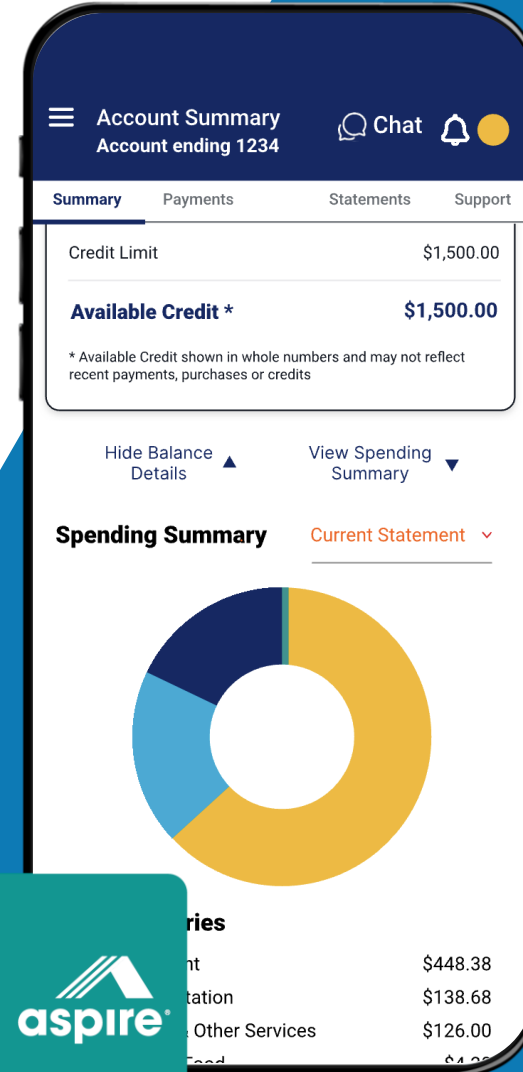 Account Summary
Chat
Account ending 1234
Summary
Payments
Statements
Support
Credit Limit
$1,500.00
Available Credit *
$1,500.00
* Available Credit shown in whole numbers and may not reflect
recent payments, purchases or credits
Hide Balance
Details
View Spending
Summary
Spending Summary
Current Statement
ries
nt
$448.38
tation
$138.68
Other Services
$126.00
aspire